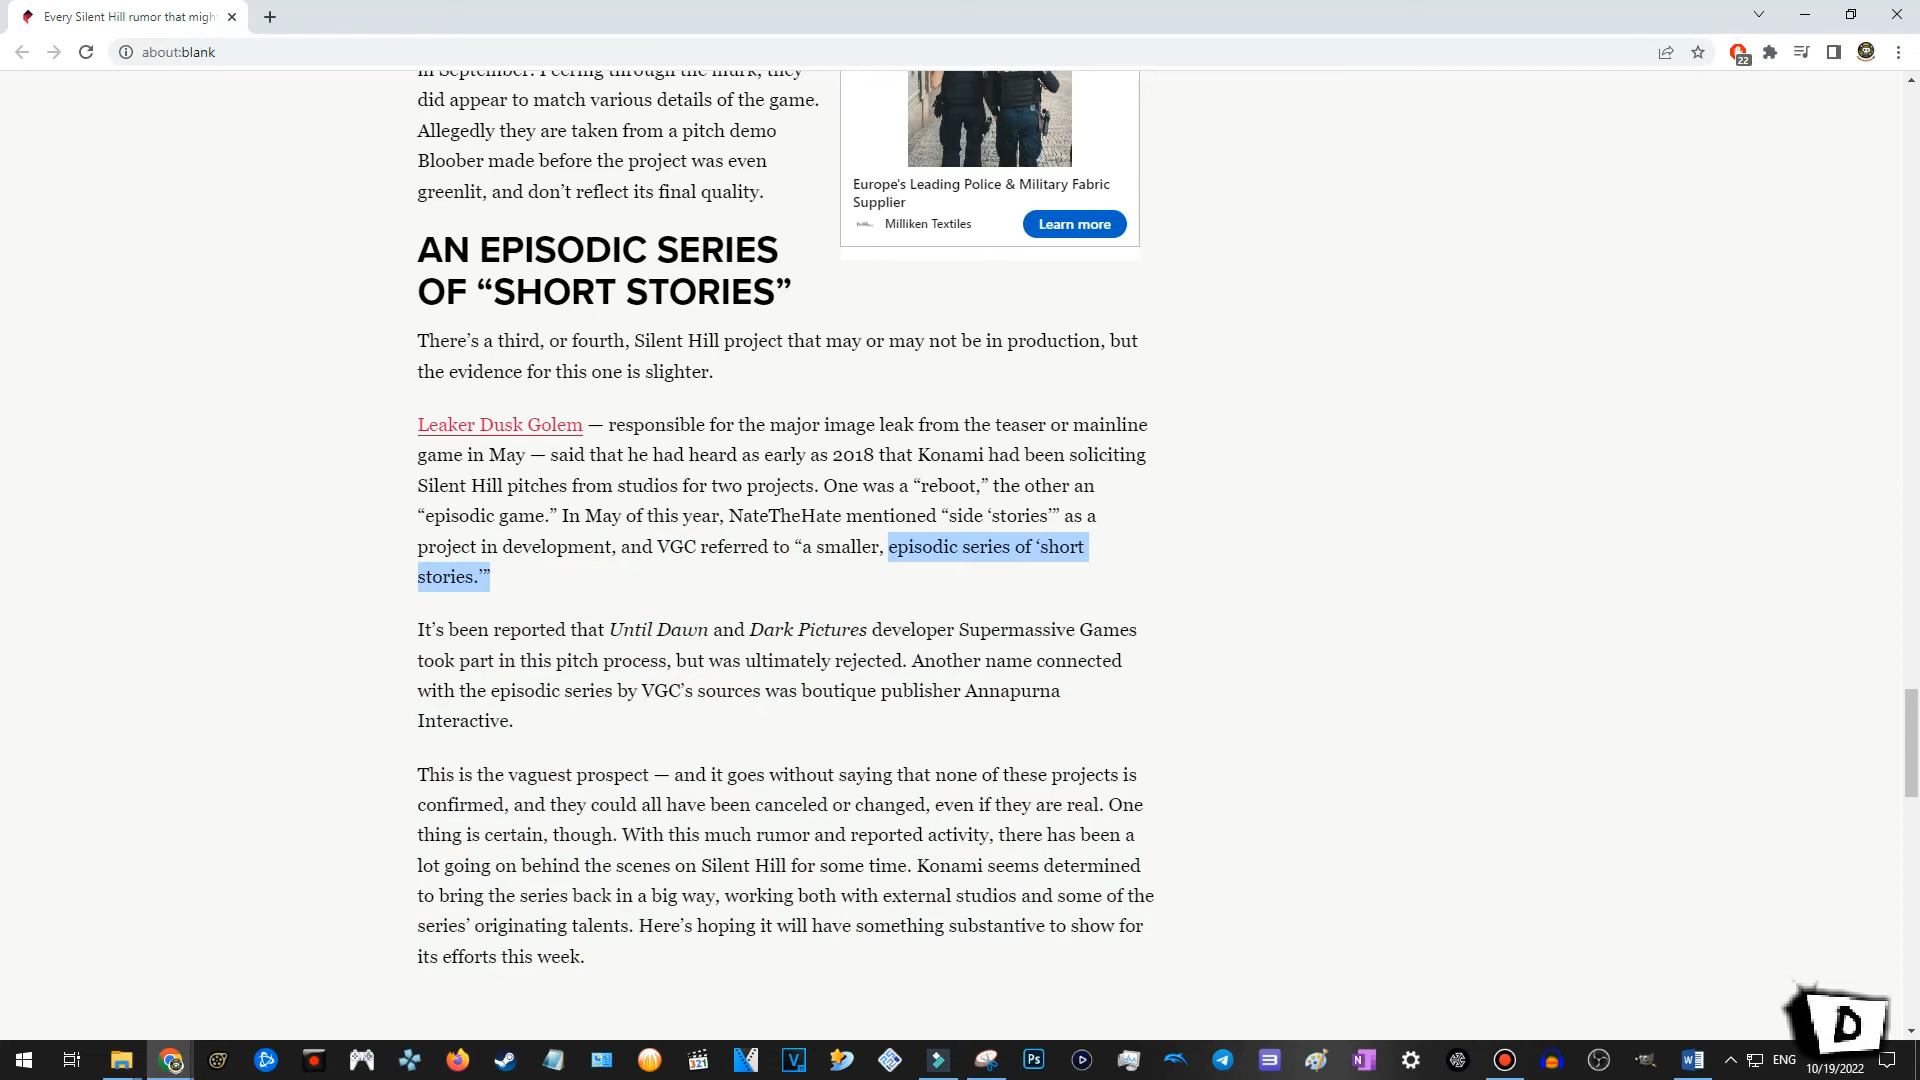 Every Silent Hill rumor that migh
about:blank
22
in September. Peering through the murk, they
did appear to match various details of the game.
Allegedly they are taken from a pitch demo
Bloober made before the project was even
greenlit, and don’t reflect its final quality.
Europe's Leading Police & Military Fabric
Supplier
Milliken Textiles
Learn more
AN EPISODIC SERIES
OF “SHORT STORIES”
There’s a third, or fourth, Silent Hill project that may or may not be in production, but
the evidence for this one is slighter.
Leaker Dusk Golem — responsible for the major image leak from the teaser or mainline
game in May — said that he had heard as early as 2018 that Konami had been soliciting
Silent Hill pitches from studios for two projects. One was a “reboot,” the other an
“episodic game.” In May of this year, NateTheHate mentioned “side ‘stories’” as a
project in development, and VGC referred to “a smaller, episodic series of ‘short
stories.’”
It’s been reported that Until Dawn and Dark Pictures developer Supermassive Games
took part in this pitch process, but was ultimately rejected. Another name connected
with the episodic series by VGC’s sources was boutique publisher Annapurna
Interactive.
This is the vaguest prospect — and it goes without saying that none of these projects is
confirmed, and they could all have been canceled or changed, even if they are real. One
thing is certain, though. With this much rumor and reported activity, there has been a
lot going on behind the scenes on Silent Hill for some time. Konami seems determined
to bring the series back in a big way, working both with external studios and some of the
series’ originating talents. Here’s hoping it will have something substantive to show for
its efforts this week.
D
321
V
Ps
N
W
ENG
10/19/2022